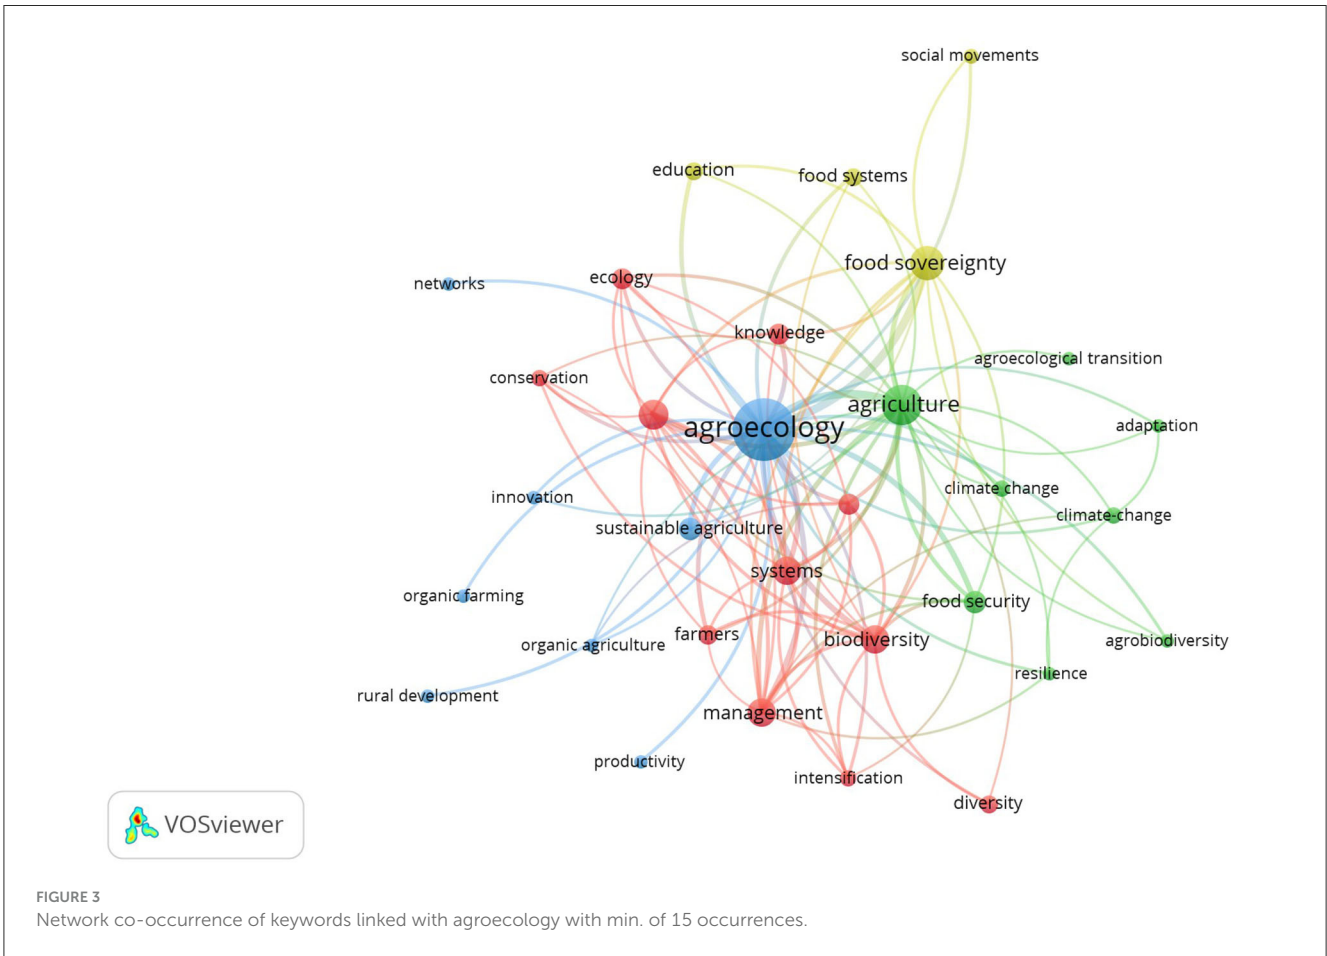 social movements
education
food systems
food sovereignty
ecology
networks
knowledge
agroecological transition
conservation
agriculture
agroecology
adaptation
climate change
innovation
climate-change
sustainable agriculture
systems
organic farming
food security
farmers
biodiversity
agrobiodiversity
organic agriculture
resilience
rural development
management
productivity
intensification
diversity
VOSviewer
FIGURE 3
Network co-occurrence of keywords linked with agroecology with min. of 15 occurrences.